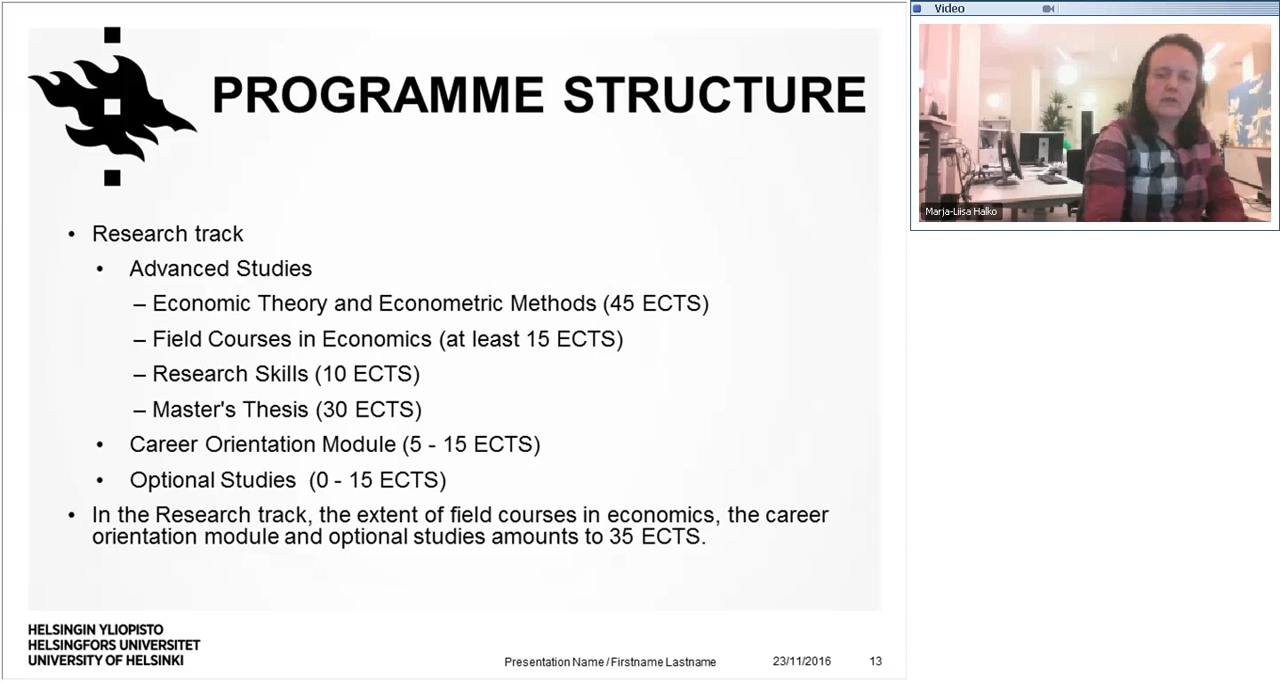 Video
PROGRAMME STRUCTURE
Marja-Liisa Halko
• Research track
• Advanced Studies
– Economic Theory and Econometric Methods (45 ECTS)
– Field Courses in Economics (at least 15 ECTS)
– Research Skills (10 ECTS)
– Master's Thesis (30 ECTS)
• Career Orientation Module (5 - 15 ECTS)
• Optional Studies (0 - 15 ECTS)
• In the Research track, the extent of field courses in economics, the career
orientation module and optional studies amounts to 35 ECTS.
HELSINGIN YLIOPISTO
HELSINGFORS UNIVERSITET
UNIVERSITY OF HELSINKI
Presentation Name / Firstname Lastname
23/11/2016
13